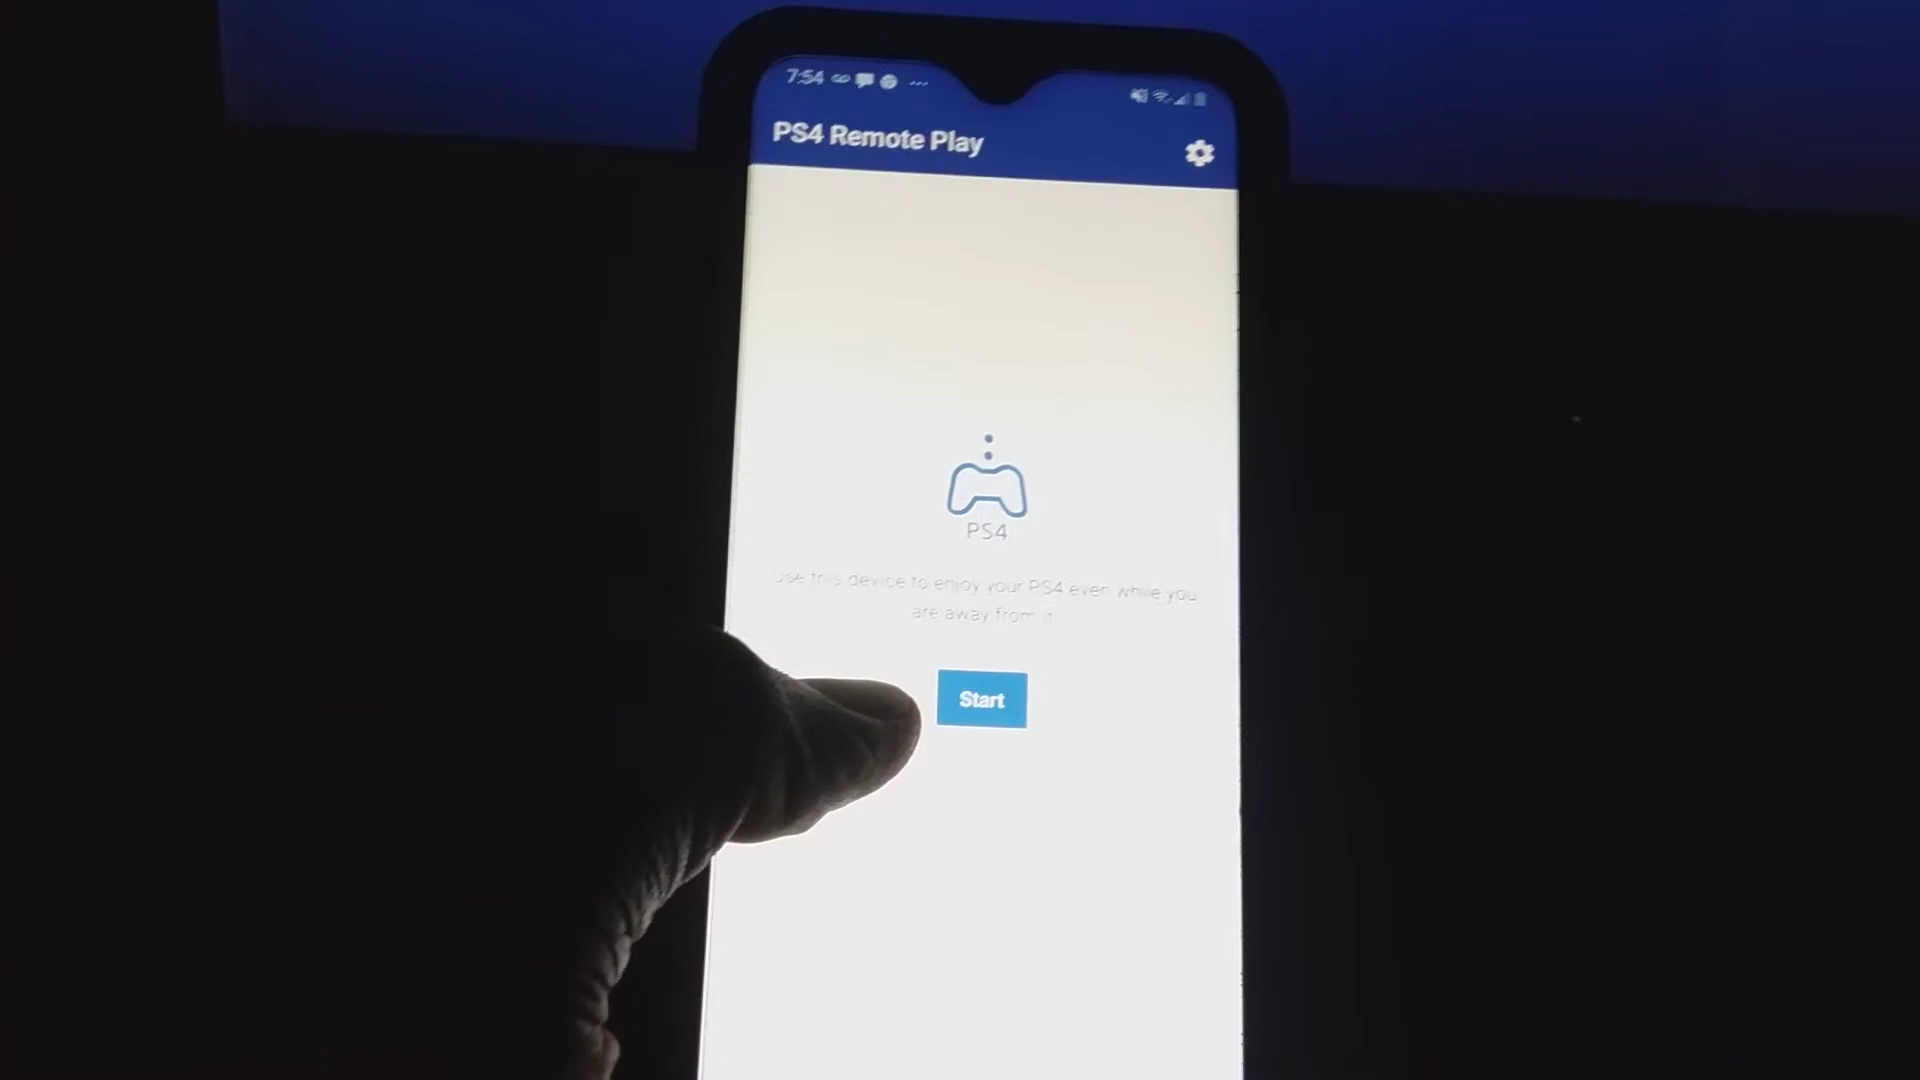 7:54
PS4 Remote Play
PS4
Use this device to enjoy your PS4 even while you
are away from it
Start